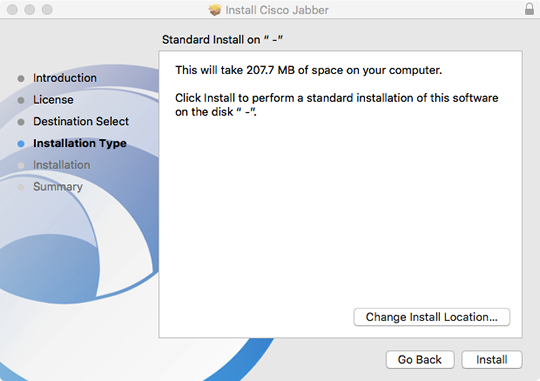 Install Cisco Jabber
Standard Install on “ -”
Introduction
License
Destination Select
Installation Type
Installation
Summary
This will take 207.7 MB of space on your computer.
Click Install to perform a standard installation of this software
on the disk “ -”.
Change Install Location...
Go Back
Install